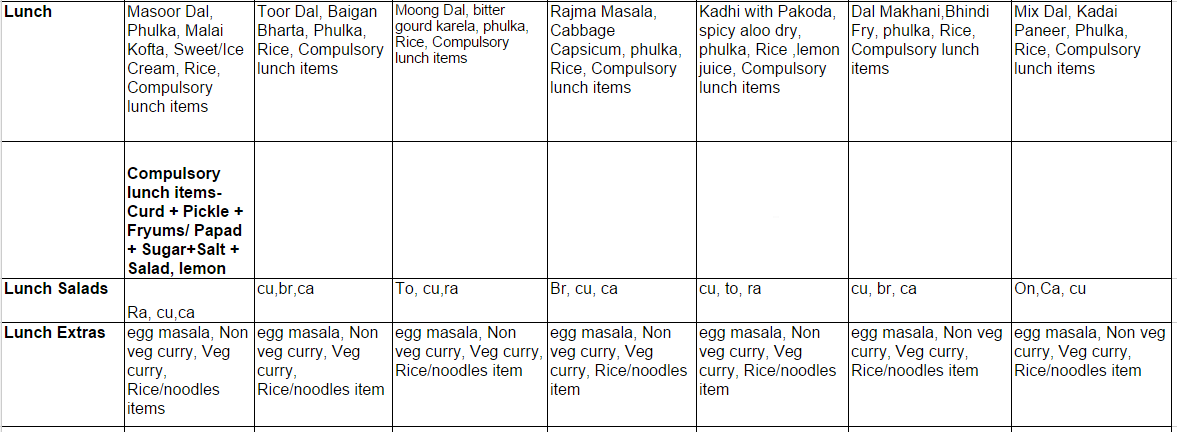 Lunch
Masoor Dal,
Phulka, Malai
Kofta, Sweet/Ice
Cream, Rice,
Compulsory
lunch items
Toor Dal, Baigan
Bharta, Phulka,
Rice, Compulsory
lunch items
Moong Dal, bitter
gourd karela, phulka,
Rice, Compulsory
lunch items
Rajma Masala,
Cabbage
Capsicum, phulka,
Rice, Compulsory
lunch items
Kadhi with Pakoda,
spicy aloo dry,
phulka, Rice ,lemon
juice, Compulsory
lunch items
Dal Makhani,Bhindi
Fry, phulka, Rice,
Compulsory lunch
items
Mix Dal, Kadai
Paneer, Phulka,
Rice, Compulsory
lunch items
Compulsory
lunch items-
Curd + Pickle +
Fryums/ Papad
+ Sugar+Salt +
Salad, lemon
Lunch Salads
Ra, cu,ca
cu,br,ca
To, cu,ra
Br, cu, ca
cu, to, ra
cu, br, ca
On,Ca, cu
Lunch Extras
egg masala, Non
veg curry, Veg
curry,
Rice/noodles
items
egg masala, Non
veg curry, Veg
curry,
Rice/noodles item
egg masala, Non
veg curry, Veg curry,
Rice/noodles item
egg masala, Non
veg curry, Veg
curry, Rice/noodles
item
egg masala, Non
veg curry, Veg
curry, Rice/noodles
item
egg masala, Non veg
curry, Veg curry,
Rice/noodles item
egg masala, Non veg
curry, Veg curry,
Rice/noodles item